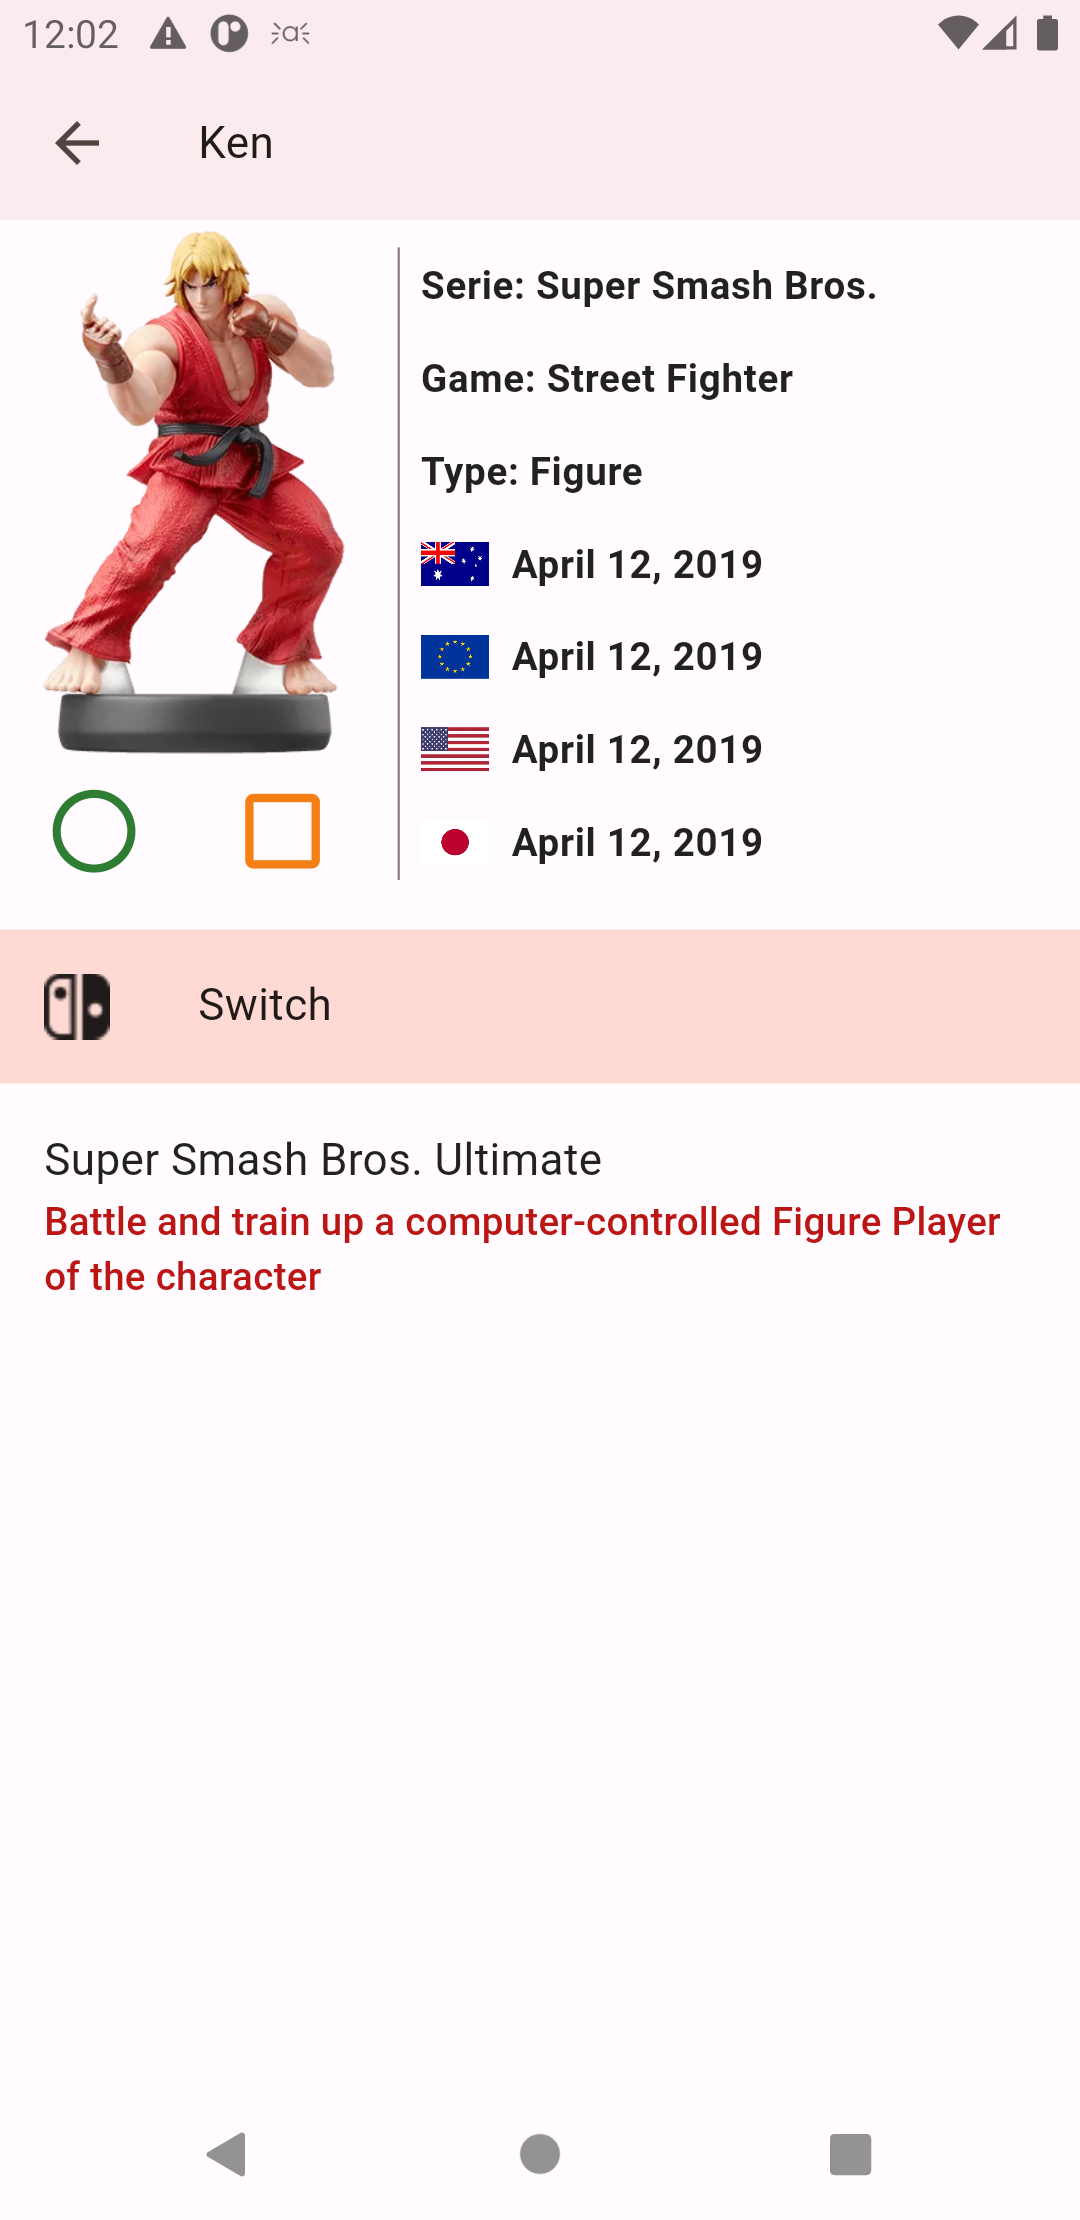 12:02
Ken
Serie: Super Smash Bros.
Game: Street Fighter
Type: Figure
April 12, 2019
April 12, 2019
April 12, 2019
April 12, 2019
Switch
Super Smash Bros. Ultimate
Battle and train up a computer-controlled Figure Player
of the character